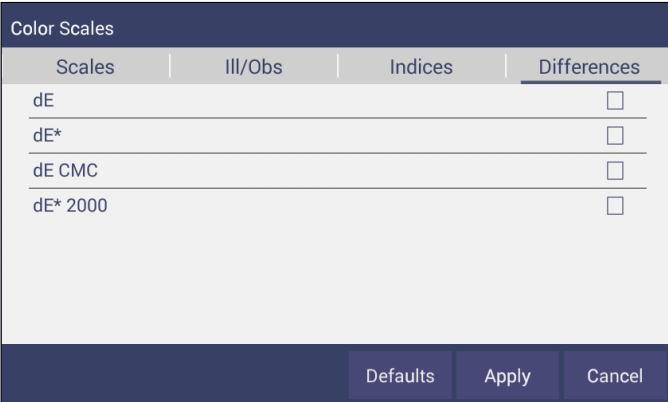 Color Scales
Scales Ill/Obs Indices Differences
dE
dE*
dE CMC
dE* 2000
Defaults Apply Cancel